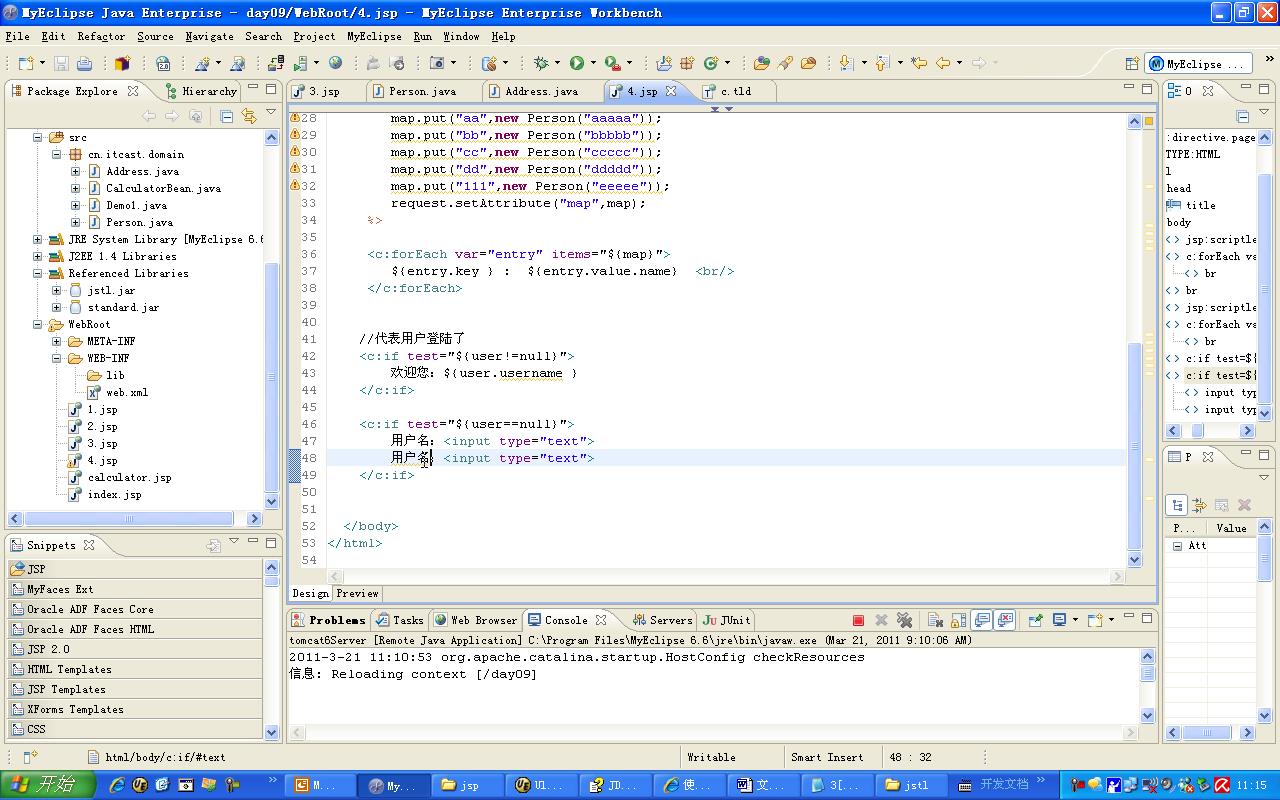 MyEclipse Java Enterprise - day09/WebRoot/4.jsp - MyEclipse Enterprise Workbench
File Edit Refactor Source Navigate Search Project MyEclipse Run Window Help
MyEclipse ...
Package Explore
Hierarchy
3.jsp
Person.java
Address.java
4.jsp
c.tld
O
src
cn.itcast.domain
Address.java
CalculatorBean.java
Demo1.java
Person.java
JRE System Library [MyEclipse 6.6
J2EE 1.4 Libraries
Referenced Libraries
jstl.jar
standard.jar
WebRoot
META-INF
WEB-INF
lib
web.xml
1.jsp
2.jsp
3.jsp
4.jsp
calculator.jsp
index.jsp
28 map.put("aa",new Person("aaaaa"));
29 map.put("bb",new Person("bbbbb"));
30 map.put("cc",new Person("ccccc"));
31 map.put("dd",new Person("ddddd"));
32 map.put("111",new Person("eeeee"));
33 request.setAttribute("map",map);
34 %>
35
36 <c:forEach var="entry" items="${map}">
37 ${entry.key } : ${entry.value.name} <br/>
38 </c:forEach>
39
40
41 //代表用户登陆了
42 <c:if test="${user!=null}">
43 欢迎您: ${user.username }
44 </c:if>
45
46 <c:if test="${user==null}">
47 用户名: <input type="text">
48 用户名: <input type="text">
49 </c:if>
50
51
52 </body>
53 </html>
54
Design Preview
:directive.page
TYPE:HTML
l
head
title
body
jsp:scriptle
c:forEach va
br
br
jsp:scriptle
c:forEach va
br
c:if test=${
c:if test=${
input typ
input typ
P
P... Value
Att
Snippets
JSP
MyFaces Ext
Oracle ADF Faces Core
Oracle ADF Faces HTML
JSP 2.0
HTML Templates
JSP Templates
XForms Templates
CSS
Problems Tasks Web Browser Console Servers JUnit
tomcat6Server [Remote Java Application] C:\Program Files\MyEclipse 6.6\jre\bin\javaw.exe (Mar 21, 2011 9:10:06 AM)
2011-3-21 11:10:53 org.apache.catalina.startup.HostConfig checkResources
信息: Reloading context [/day09]
html/body/c:if/#text
Writable
Smart Insert
48 : 32
开始
M...
My...
jsp
Ul...
JD...
使...
文...
3[...
jstl
开发文档
11:15